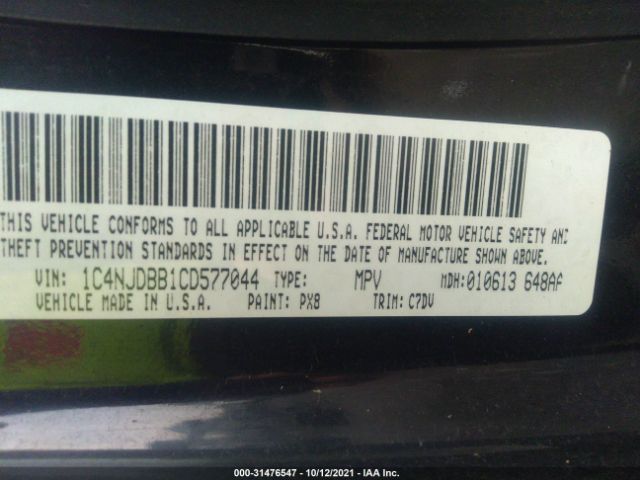 THIS VEHICLE CONFORMS TO ALL APPLICABLE U.S.A. FEDERAL MOTOR VEHICLE SAFETY AND
THEFT PREVENTION STANDARDS IN EFFECT ON THE DATE OF MANUFACTURE SHOWN ABOVE.
VIN: 1C4NJDBB1CD577044 TYPE: MPV MDH:010613 648AA
VEHICLE MADE IN U.S.A. PAINT: PX8 TRIM: C7DV
000-31476547 - 10/12/2021 - IAA Inc.